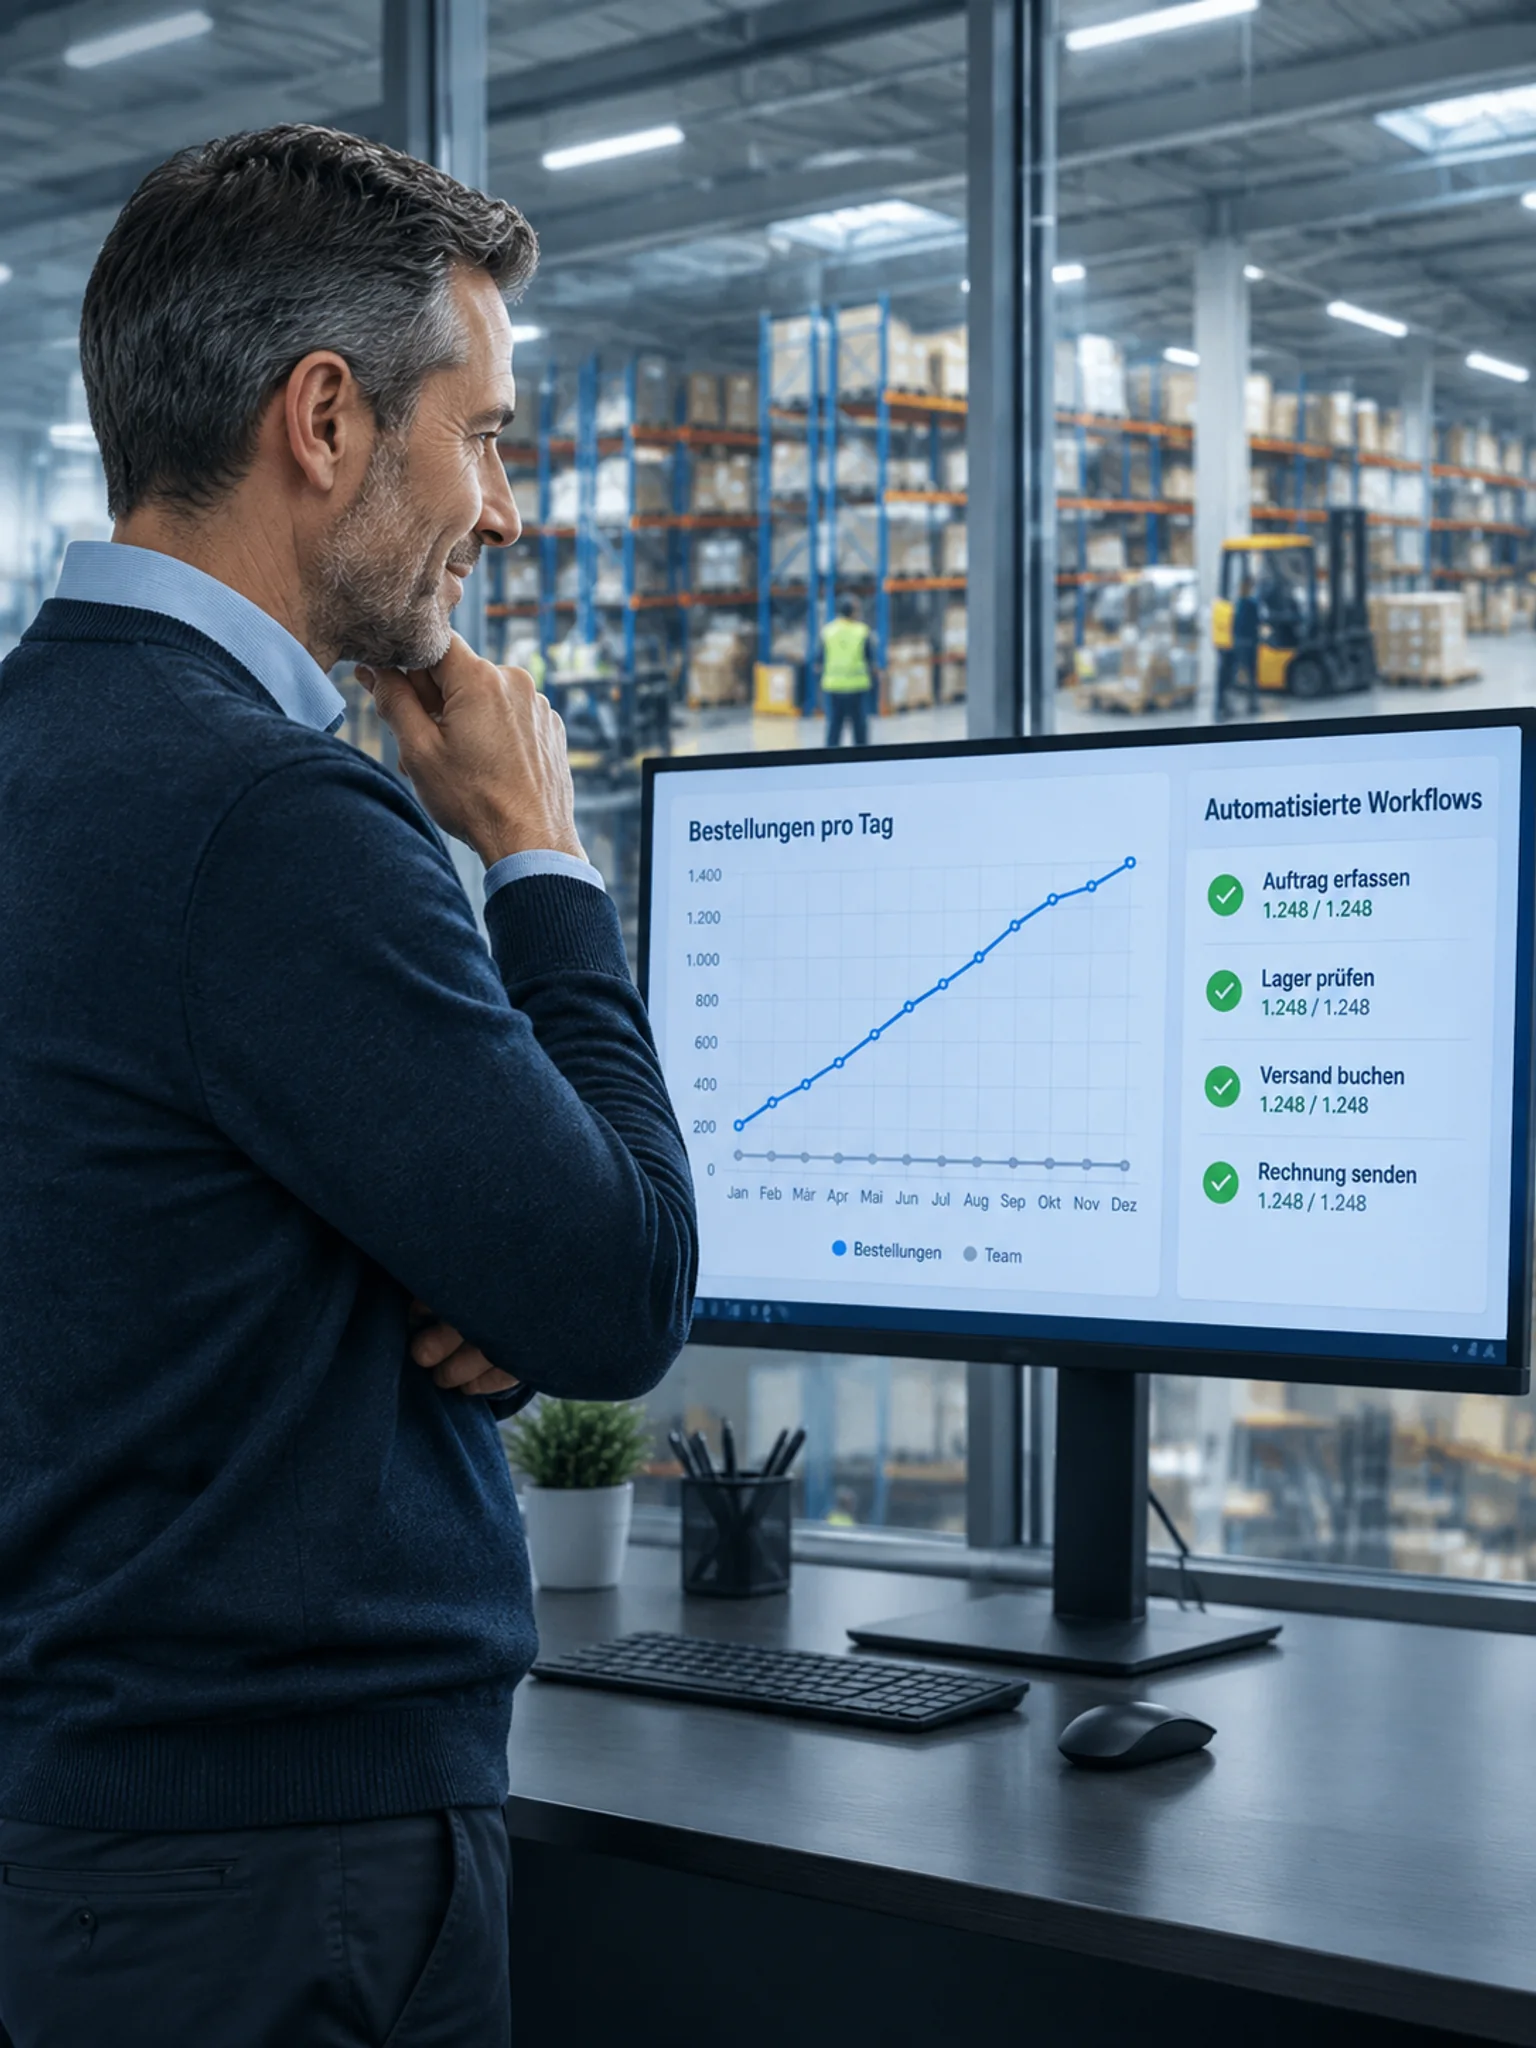 Bestellungen pro Tag
1.400
1.200
1.000
800
600
400
200
0
Jan Feb Mär Apr Mai Jun Jul Aug Sep Okt Nov Dez
Bestellungen Team
Automatisierte Workflows
Auftrag erfassen
1.248 / 1.248
Lager prüfen
1.248 / 1.248
Versand buchen
1.248 / 1.248
Rechnung senden
1.248 / 1.248